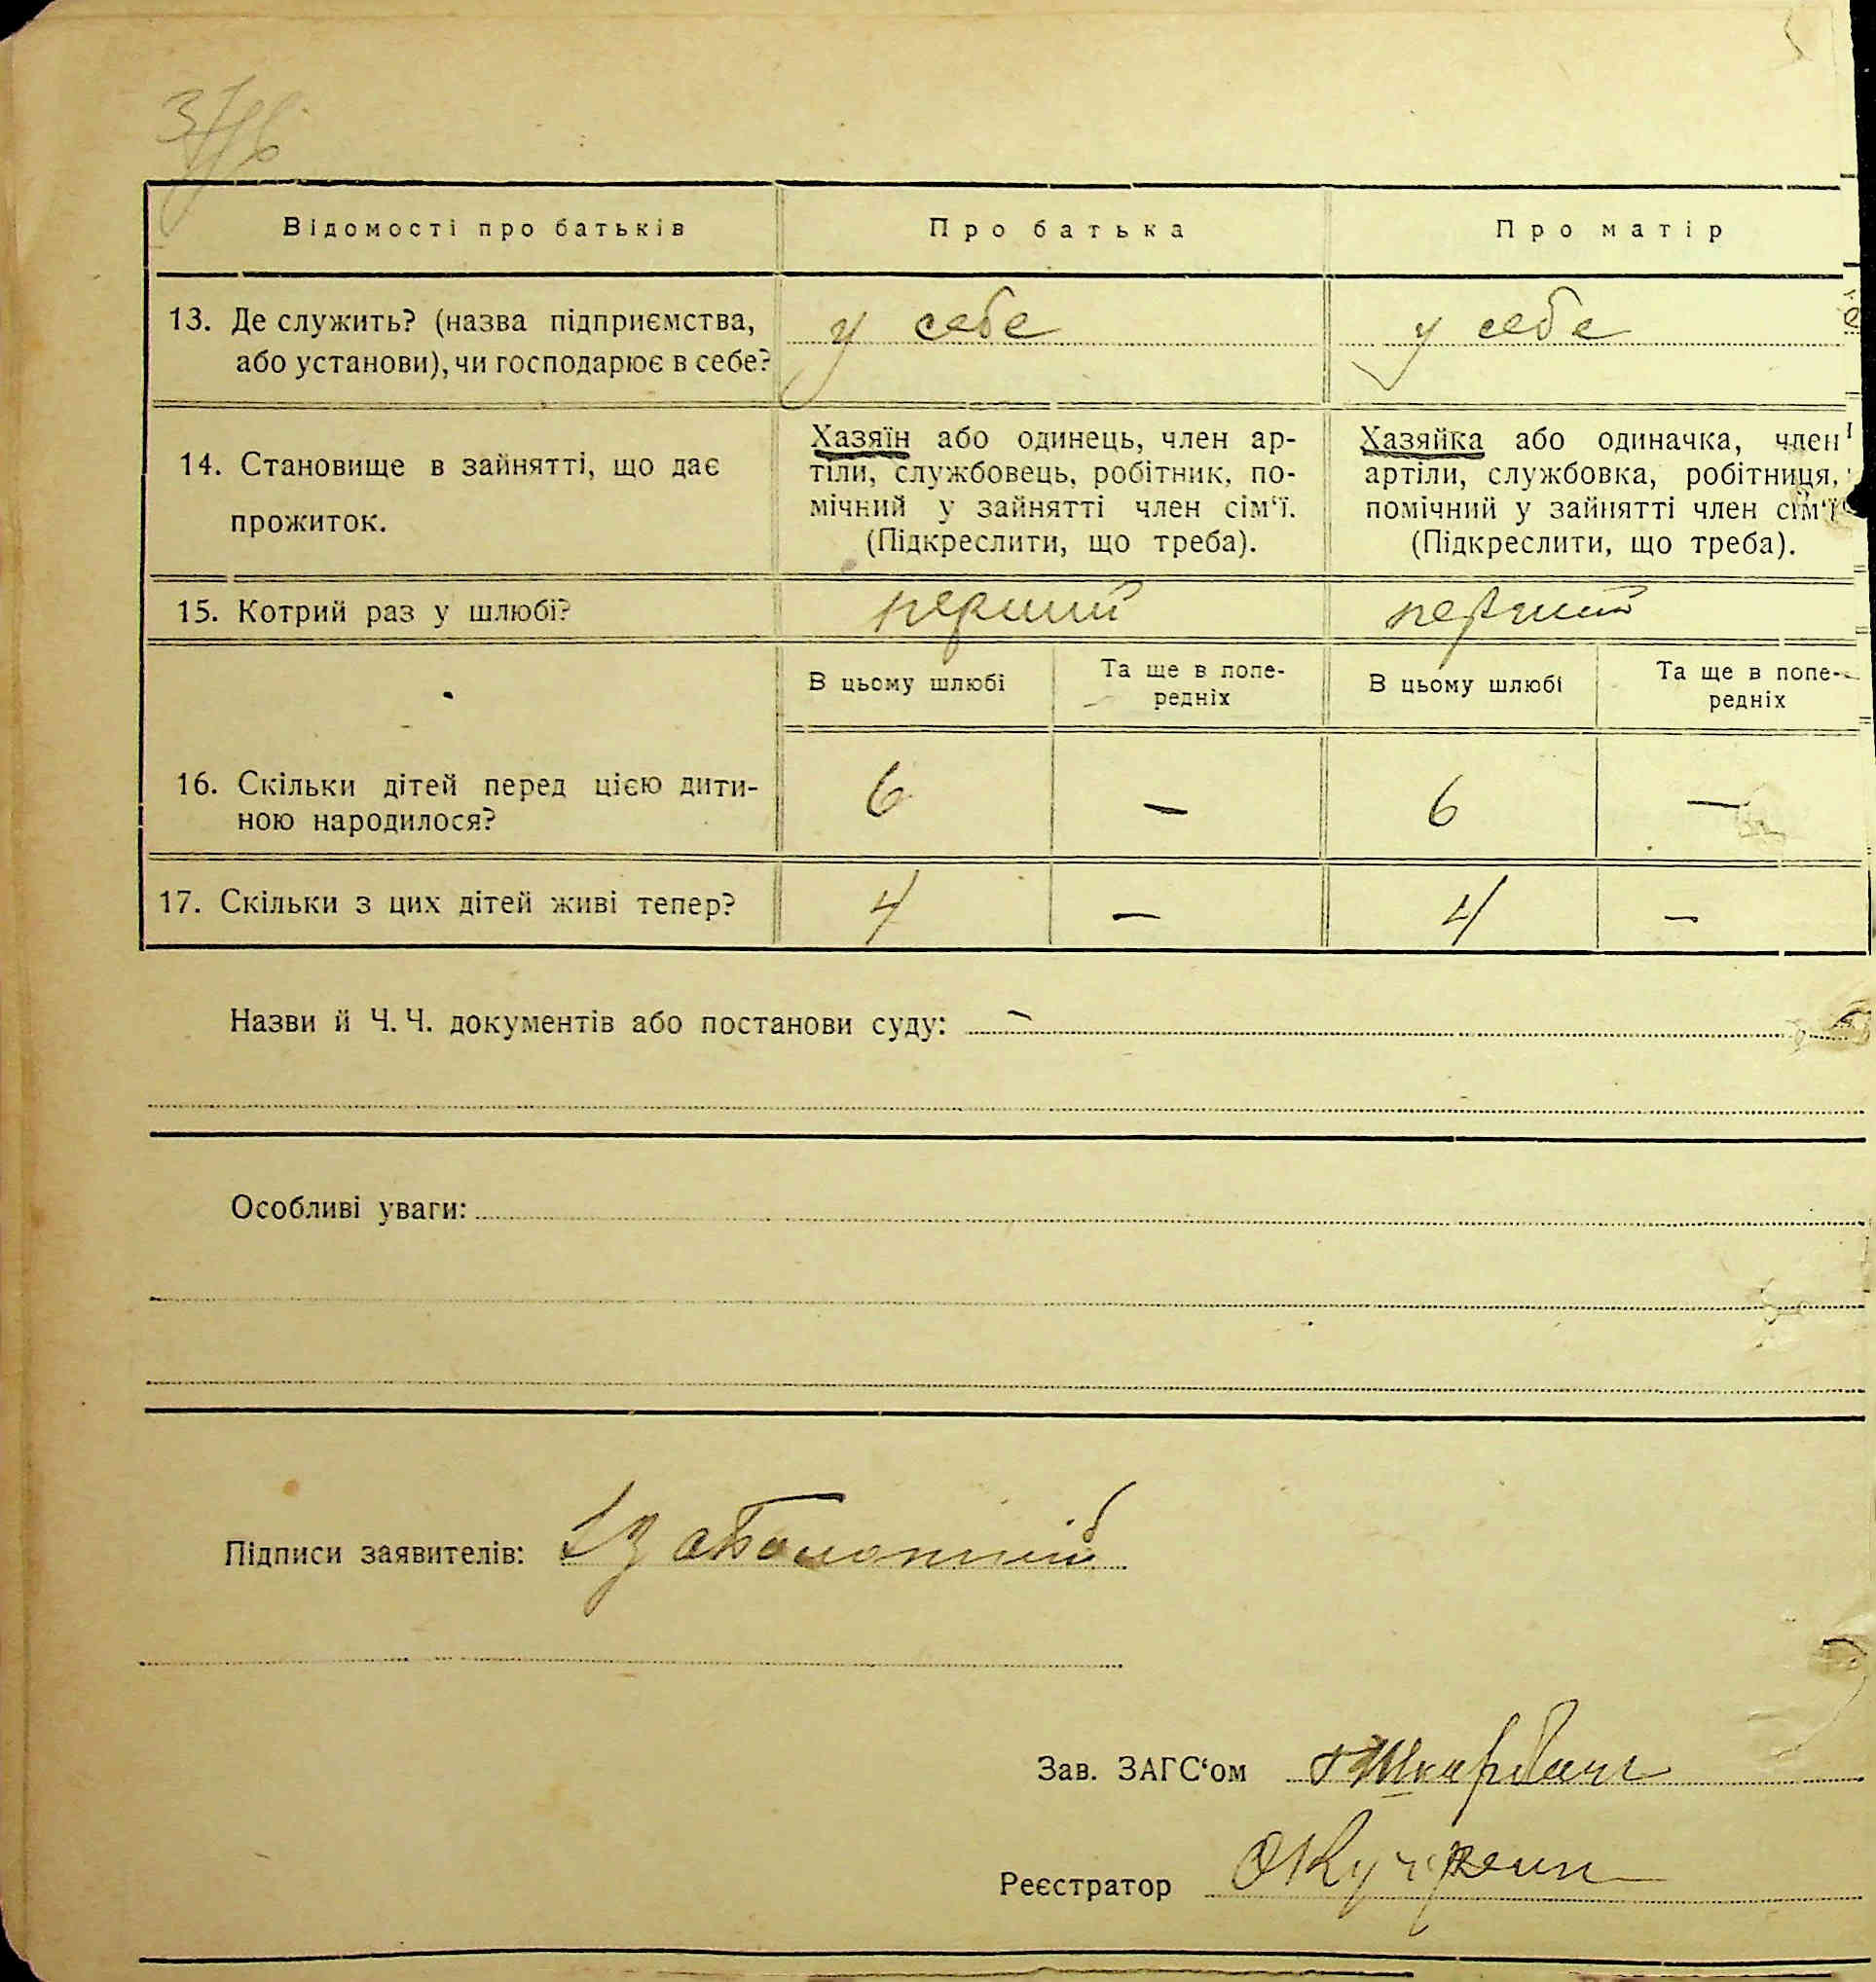 Відомості про батьків
Про батька
Про матір
13. Де служить? (назва підприємства,
або установи), чи господарює в себе?
у себе
у себе
14. Становище в зайнятті, що дає
прожиток.
Хазяїн або одинець, член ар-
тіли, службовець, робітник, по-
мічний у зайнятті член сім‘ї.
(Підкреслити, що треба).
Хазяйка або одиначка, член
артіли, службовка, робітниця,
помічний у зайнятті член сім‘ї
(Підкреслити, що треба).
15. Котрий раз у шлюбі?
перший
перший
В цьому шлюбі
Та ще в попе-
редніх
В цьому шлюбі
Та ще в попе-
редніх
16. Скільки дітей перед цією дити-
ною народилося?
6
—
6
—
17. Скільки з цих дітей живі тепер?
4
—
4
—
Назви й Ч. Ч. документів або постанови суду: —
Особливі уваги:
Підписи заявителів:
Зав. ЗАГС‘ом
Реєстратор